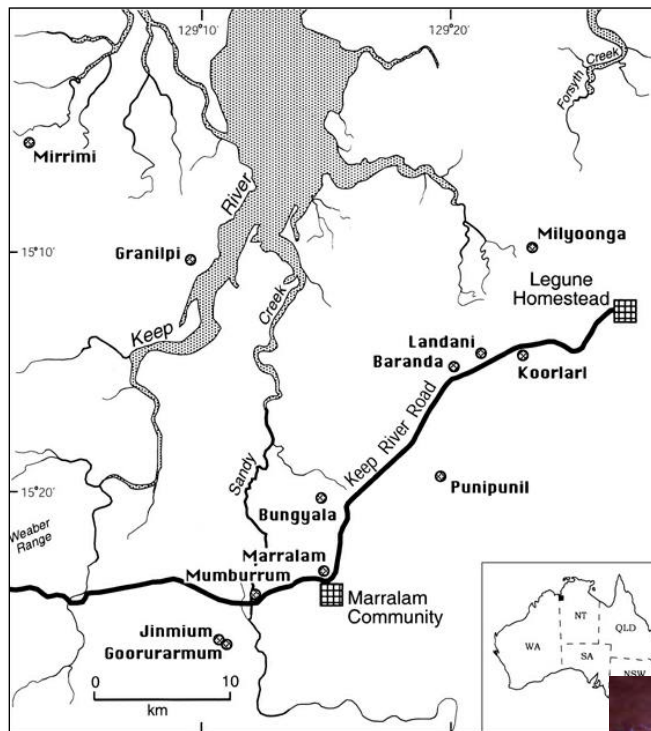 129°10'
129°20'
Forsyth
Creek
Mirrimi
River
15°10'
Granilpi
Milyoonga
Legune
Homestead
Creek
Keep
Landani
Baranda
Koorlarl
Keep River Road
Sandy
15°20'
Punipunil
Bungyala
Weaber
Range
Marralam
Mumburrum
Marralam
Community
Jinmium
Goorurarmum
0 10
km
NT
WA
QLD
SA
NSW